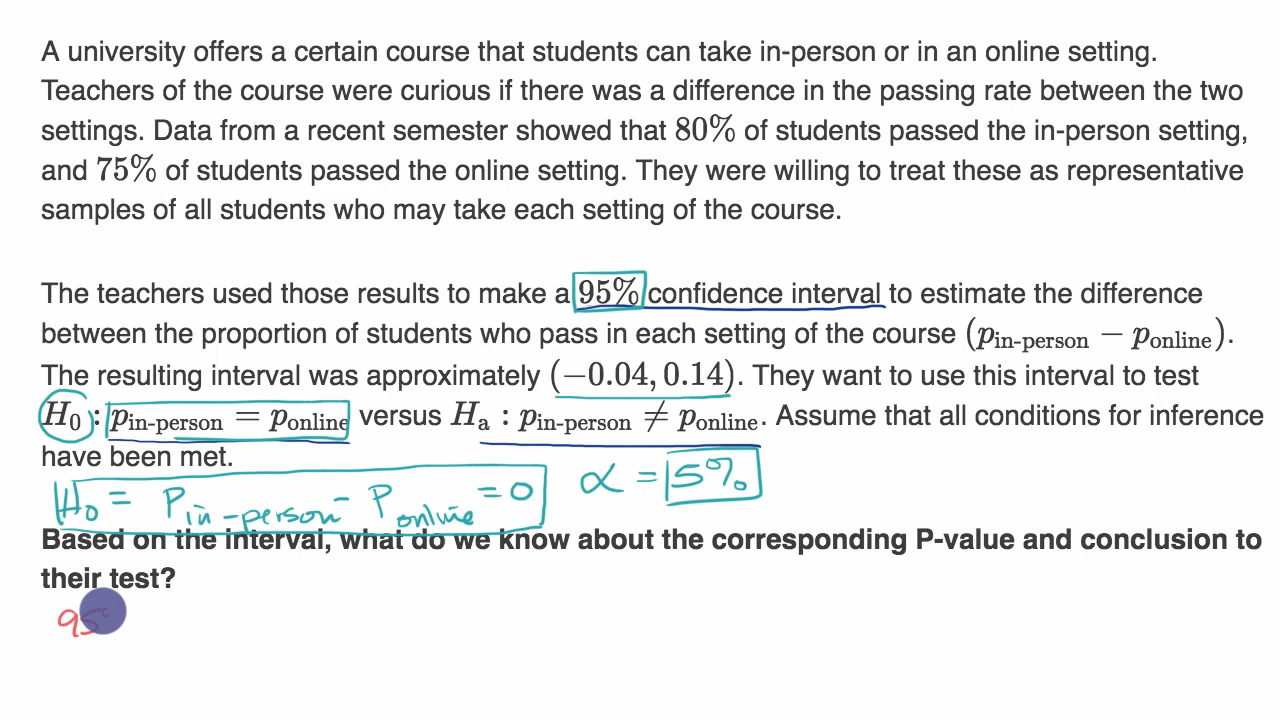 A university offers a certain course that students can take in-person or in an online setting.
Teachers of the course were curious if there was a difference in the passing rate between the two
settings. Data from a recent semester showed that 80% of students passed the in-person setting,
and 75% of students passed the online setting. They were willing to treat these as representative
samples of all students who may take each setting of the course.
The teachers used those results to make a 95% confidence interval to estimate the difference
between the proportion of students who pass in each setting of the course (p_in-person − p_online).
The resulting interval was approximately (−0.04, 0.14). They want to use this interval to test
H₀ : p_in-person = p_online versus H_a : p_in-person ≠ p_online. Assume that all conditions for inference
have been met.
H₀ = P_in-person - P_online = 0 α = 5%
Based on the interval, what do we know about the corresponding P-value and conclusion to
their test?
95